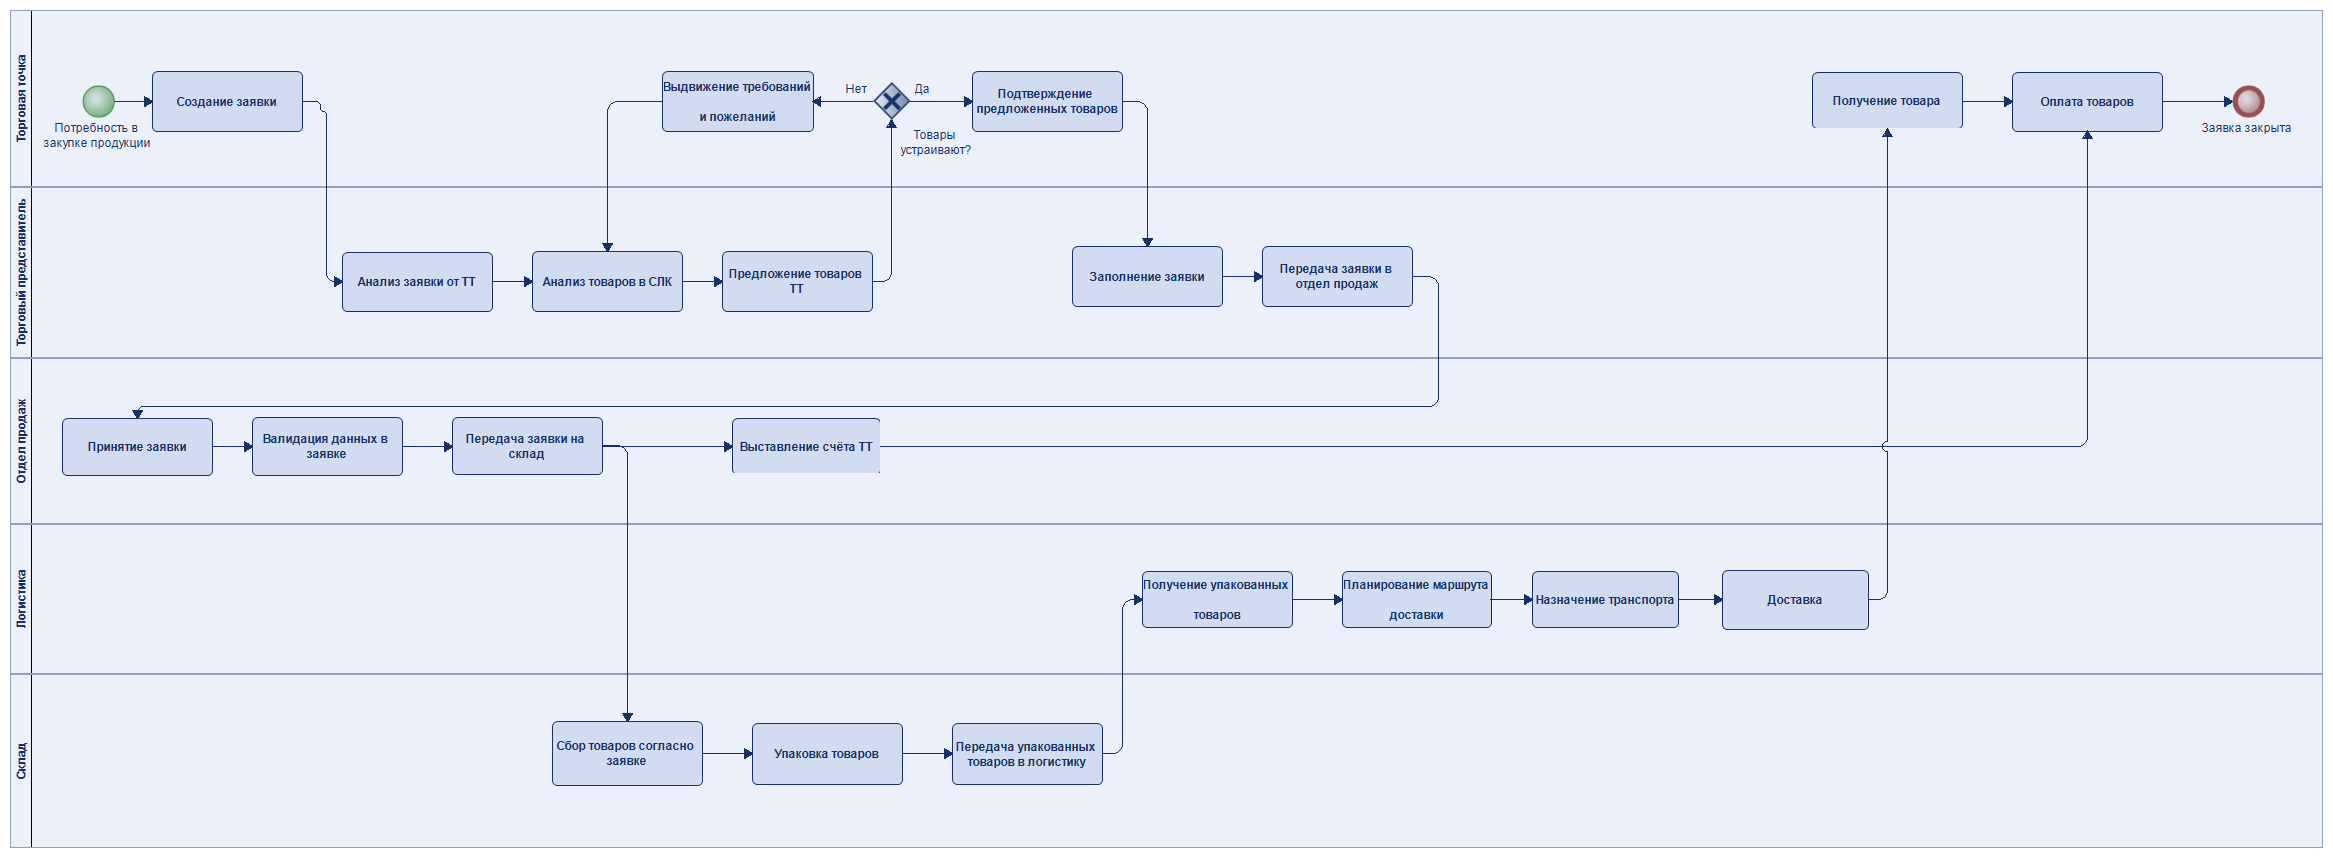 Торговая точка
Потребность в
закупке продукции
Создание заявки
Выдвижение требований
и пожеланий
Нет
Да
Товары
устраивают?
Подтверждение
предложенных товаров
Получение товара
Оплата товаров
Заявка закрыта
Торговый представитель
Анализ заявки от ТТ
Анализ товаров в СЛК
Предложение товаров
ТТ
Заполнение заявки
Передача заявки в
отдел продаж
Отдел продаж
Принятие заявки
Валидация данных в
заявке
Передача заявки на
склад
Выставление счёта ТТ
Логистика
Получение упакованных
товаров
Планирование маршрута
доставки
Назначение транспорта
Доставка
Склад
Сбор товаров согласно
заявке
Упаковка товаров
Передача упакованных
товаров в логистику